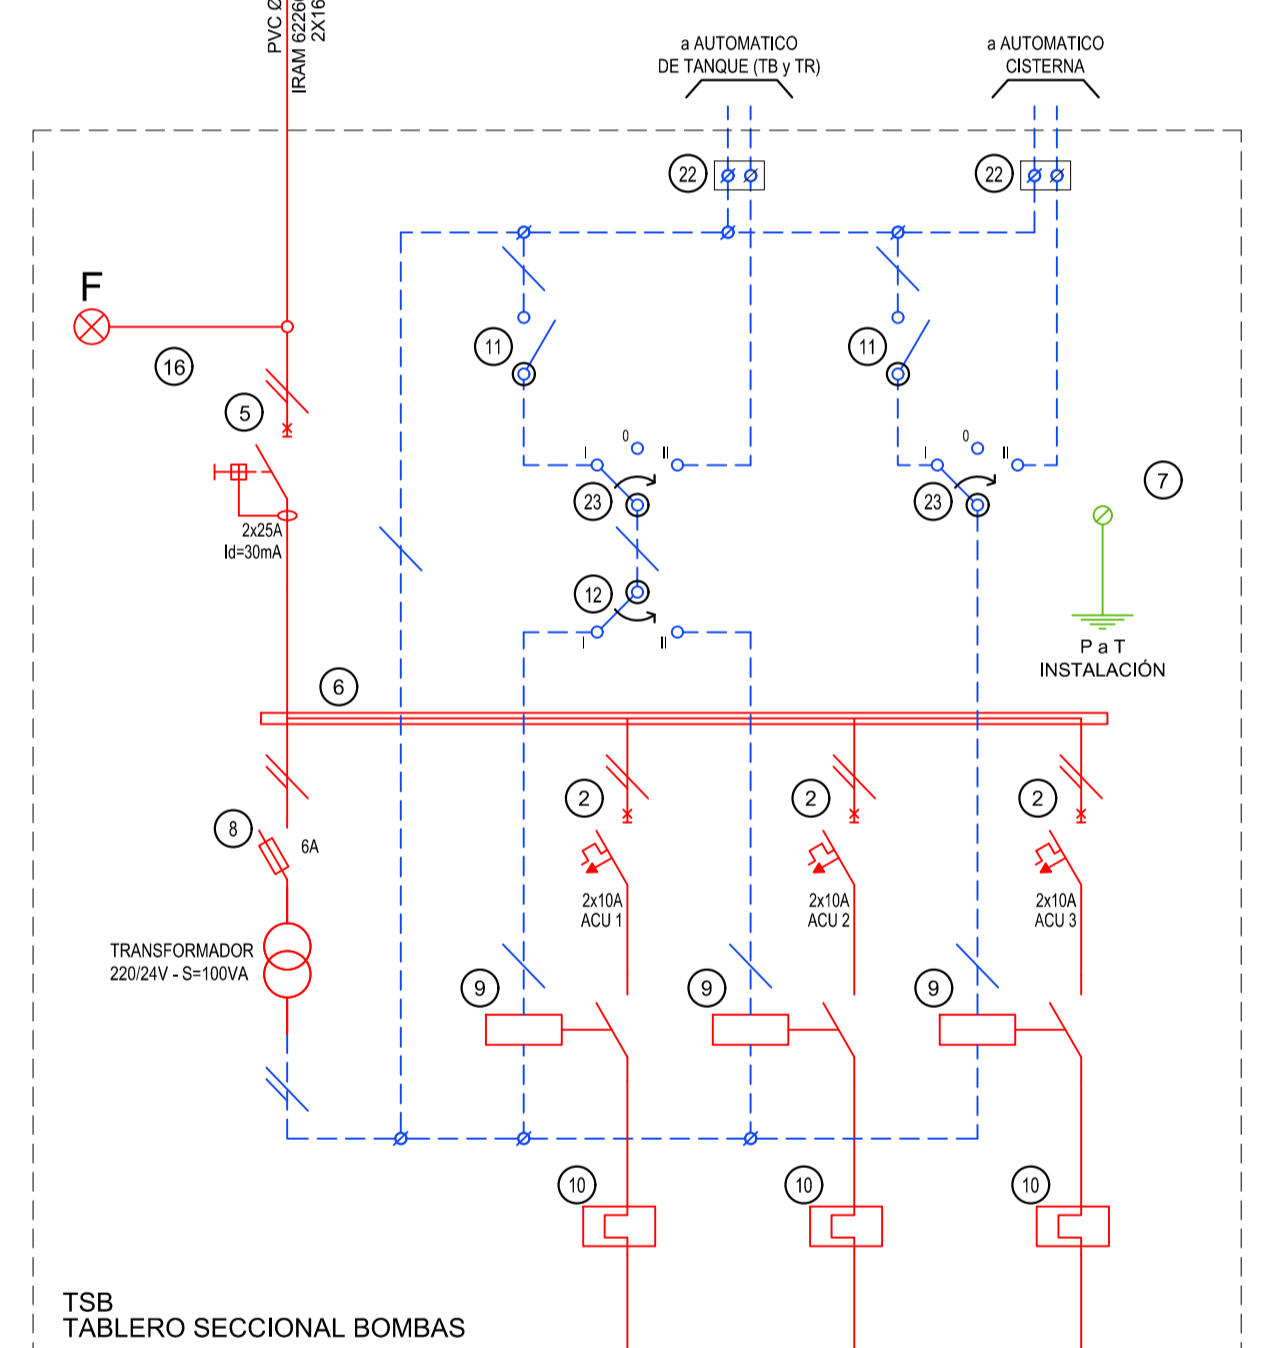 PVC Ø
IRAM 6226
2X16
a AUTOMATICO
DE TANQUE (TB y TR)
a AUTOMATICO
CISTERNA
22
22
F
16
11
11
5
0
I
II
0
I
II
23
23
7
2x25A
Id=30mA
12
I
II
P a T
INSTALACIÓN
6
2
2
2
8
6A
2x10A
ACU 1
2x10A
ACU 2
2x10A
ACU 3
TRANSFORMADOR
220/24V - S=100VA
9
9
9
10
10
10
TSB
TABLERO SECCIONAL BOMBAS